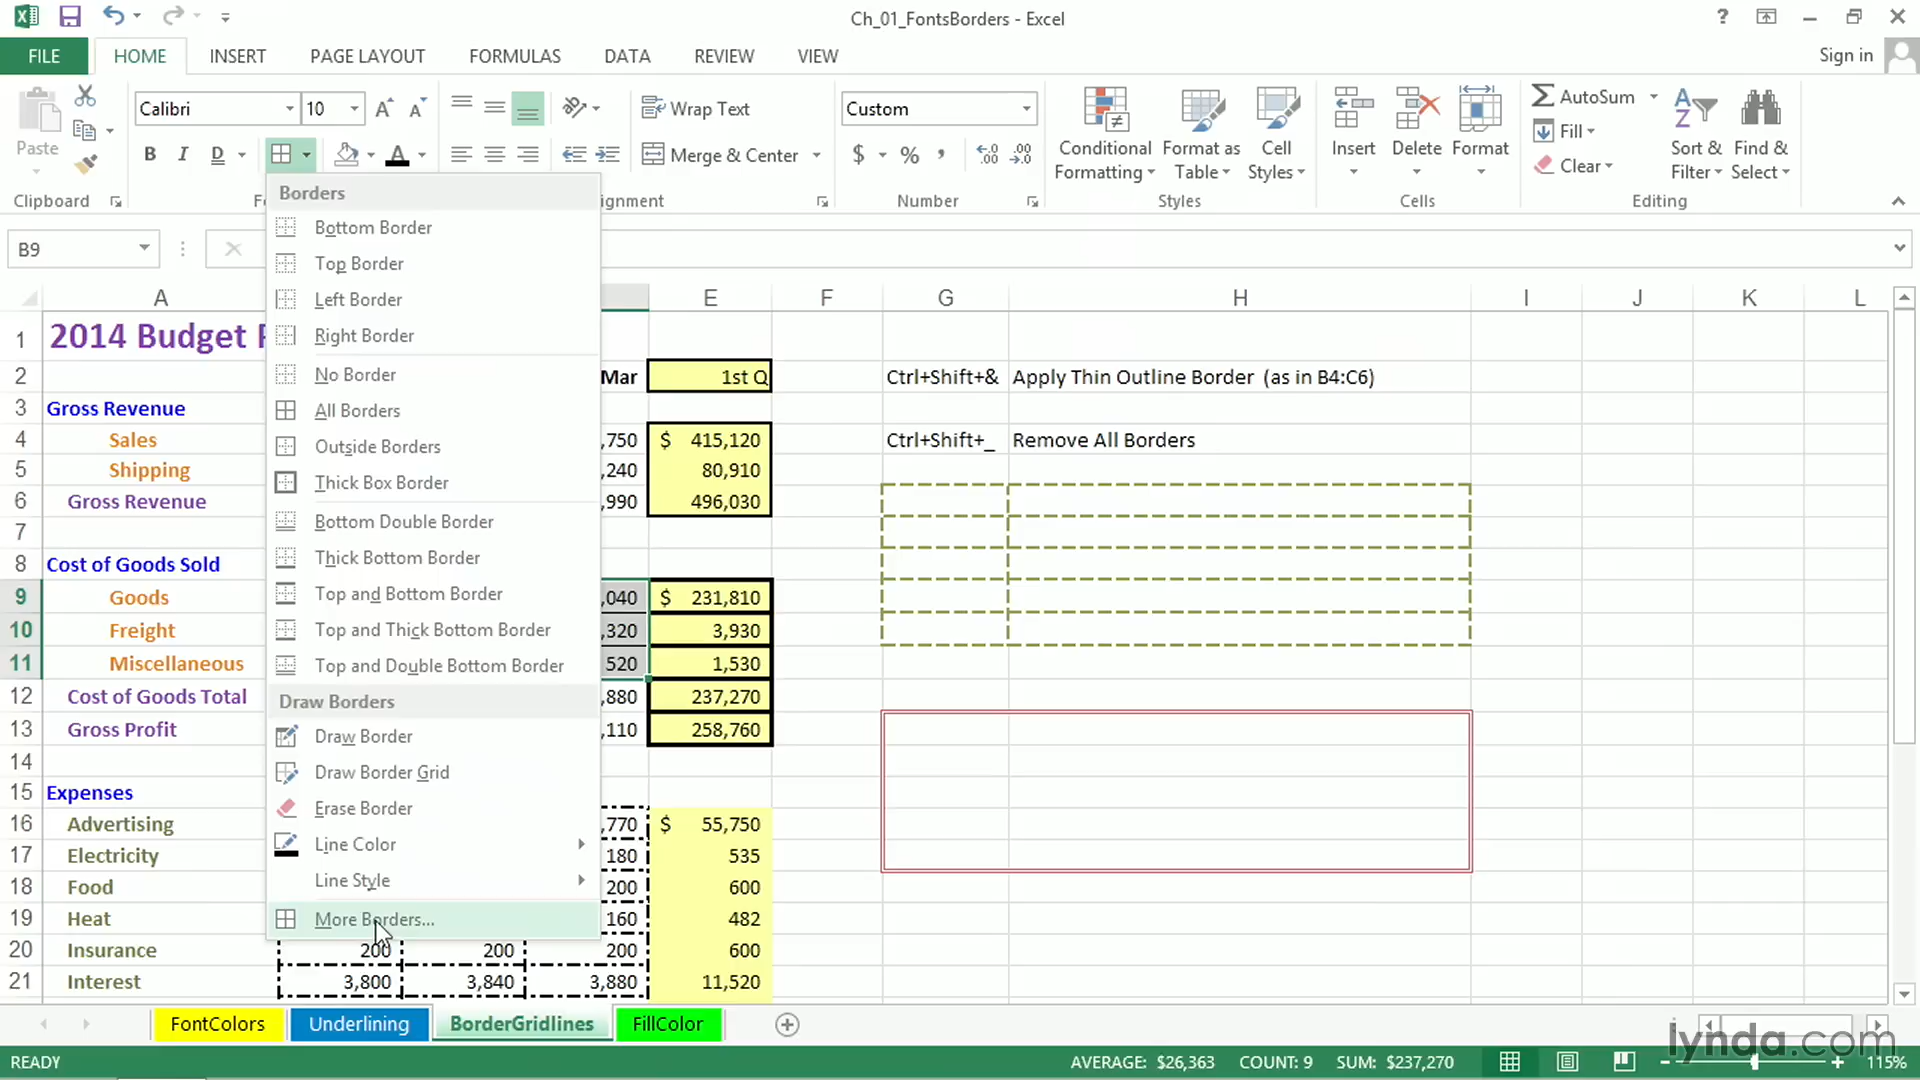 Ch_01_FontsBorders - Excel
?
FILE HOME INSERT PAGE LAYOUT FORMULAS DATA REVIEW VIEW Sign in
Paste
Calibri 10
B I D
Wrap Text
Merge & Center
Custom
$ % ,
Conditional Formatting
Format as Table
Cell Styles
Insert Delete Format
AutoSum
Fill
Clear
Sort & Filter
Find & Select
Clipboard Number Styles Cells Editing
B9
Borders
Bottom Border
Top Border
Left Border
Right Border
No Border
All Borders
Outside Borders
Thick Box Border
Bottom Double Border
Thick Bottom Border
Top and Bottom Border
Top and Thick Bottom Border
Top and Double Bottom Border
Draw Borders
Draw Border
Draw Border Grid
Erase Border
Line Color
Line Style
More Borders...
A E F G H I J K L
1 2014 Budget
2 Mar 1st Q Ctrl+Shift+& Apply Thin Outline Border (as in B4:C6)
3 Gross Revenue
4 Sales ,750 $ 415,120 Ctrl+Shift+_ Remove All Borders
5 Shipping ,240 80,910
6 Gross Revenue ,990 496,030
7
8 Cost of Goods Sold
9 Goods ,040 $ 231,810
10 Freight ,320 3,930
11 Miscellaneous 520 1,530
12 Cost of Goods Total ,880 237,270
13 Gross Profit ,110 258,760
14
15 Expenses
16 Advertising ,770 $ 55,750
17 Electricity 180 535
18 Food 200 600
19 Heat 160 482
20 Insurance 200 200 200 600
21 Interest 3,800 3,840 3,880 11,520
FontColors Underlining BorderGridlines FillColor
lynda.com
READY AVERAGE: $26,363 COUNT: 9 SUM: $237,270 115%